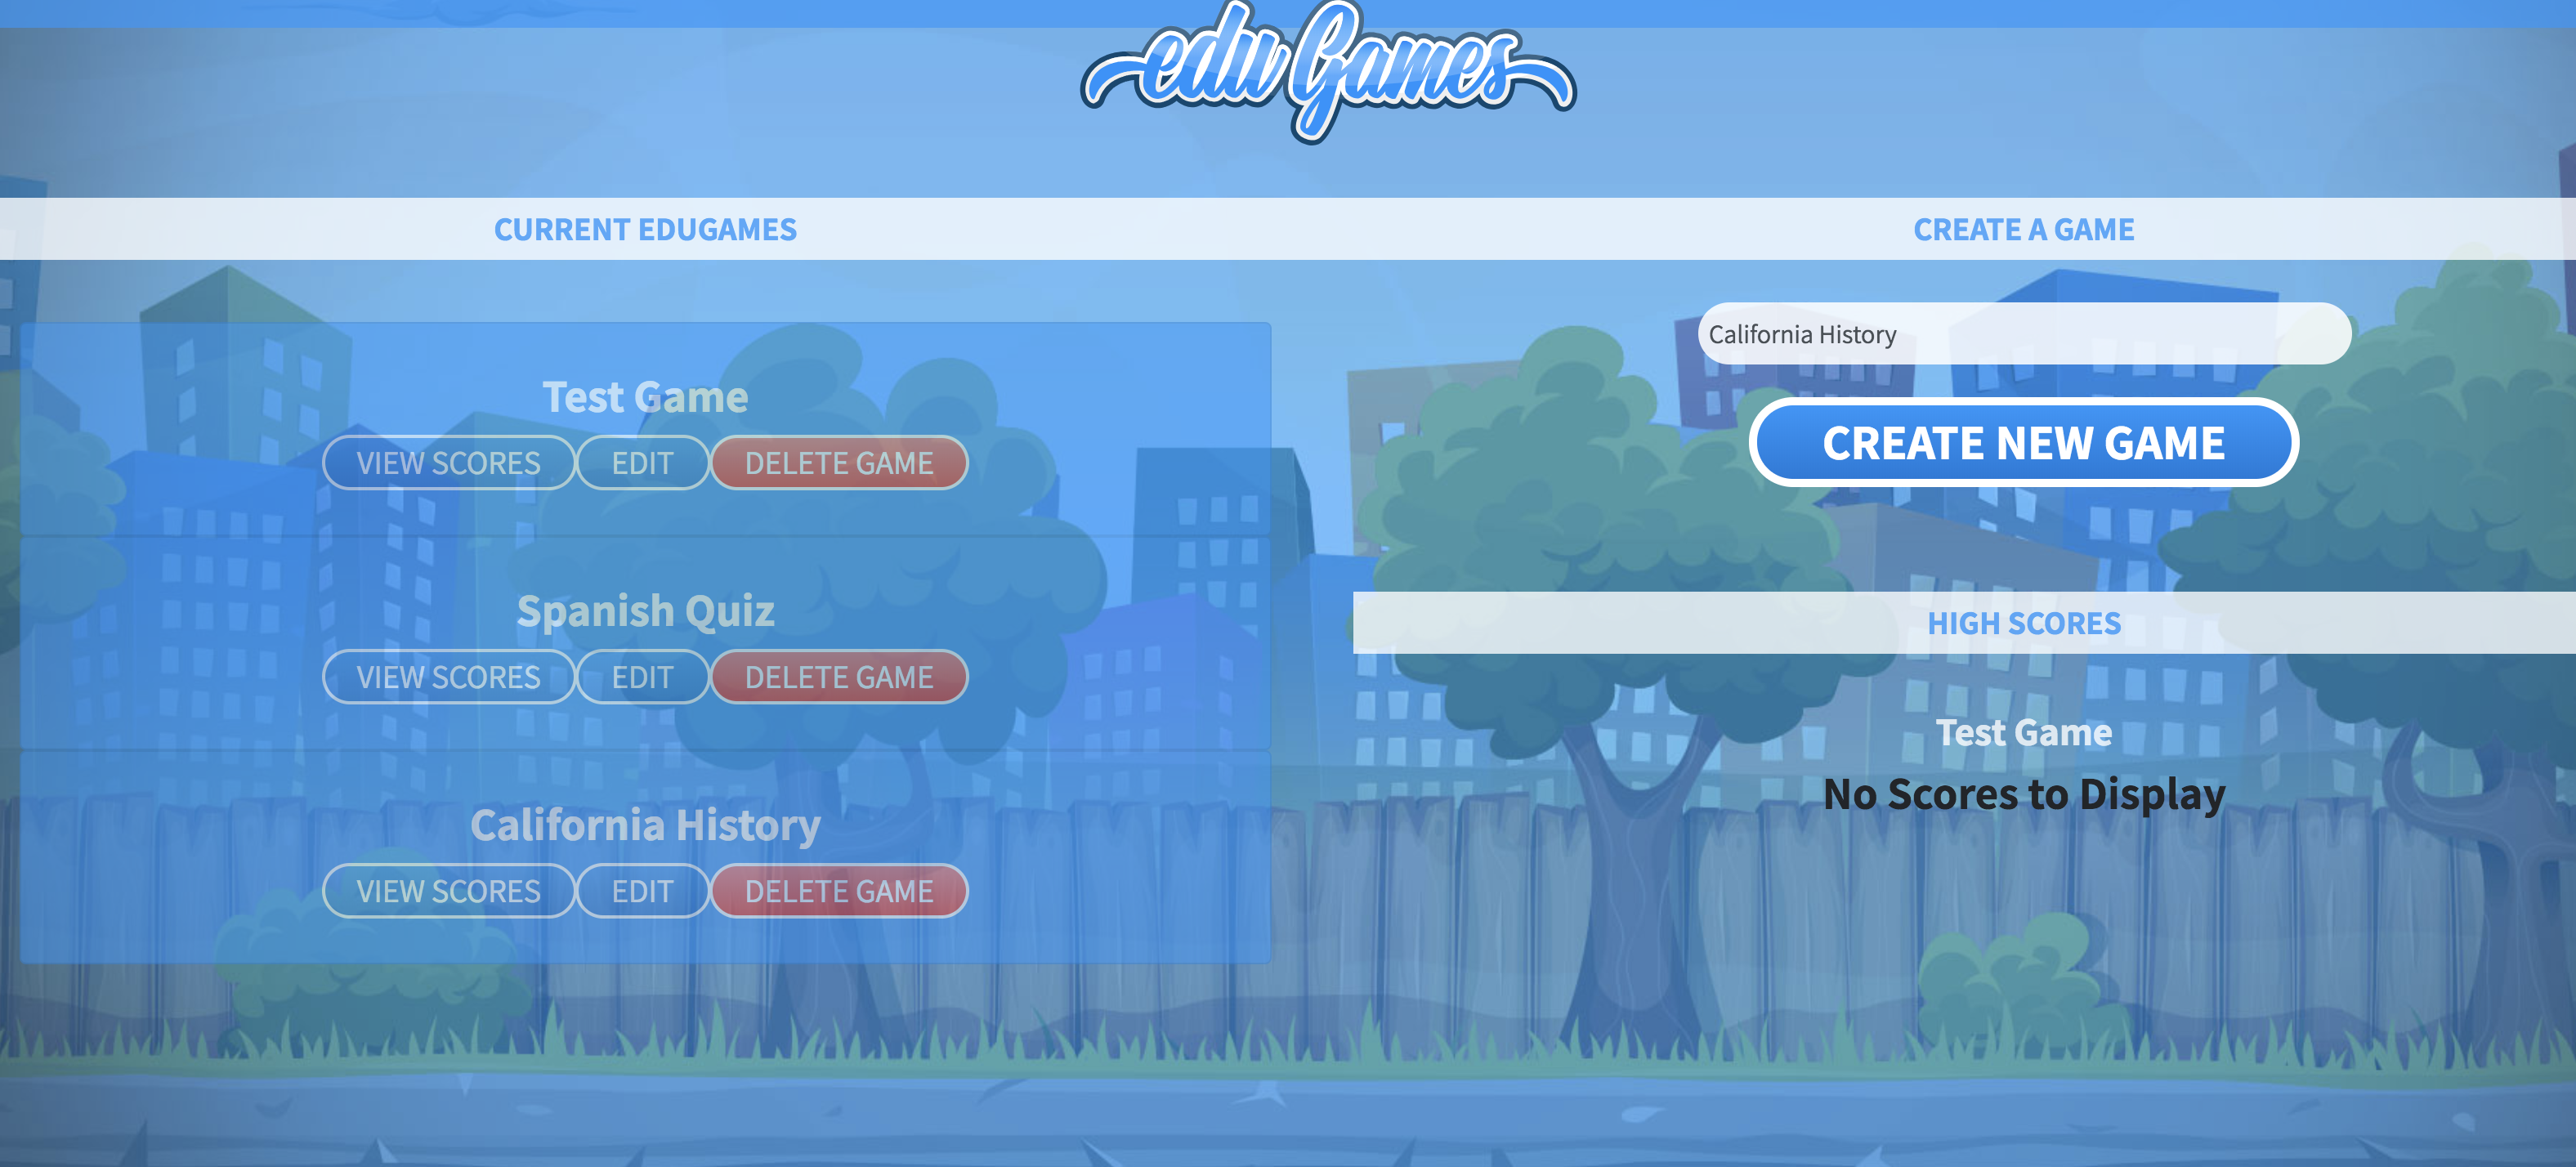 edu Games
CURRENT EDUGAMES
Test Game
VIEW SCORES EDIT DELETE GAME
Spanish Quiz
VIEW SCORES EDIT DELETE GAME
California History
VIEW SCORES EDIT DELETE GAME
CREATE A GAME
California History
CREATE NEW GAME
HIGH SCORES
Test Game
No Scores to Display